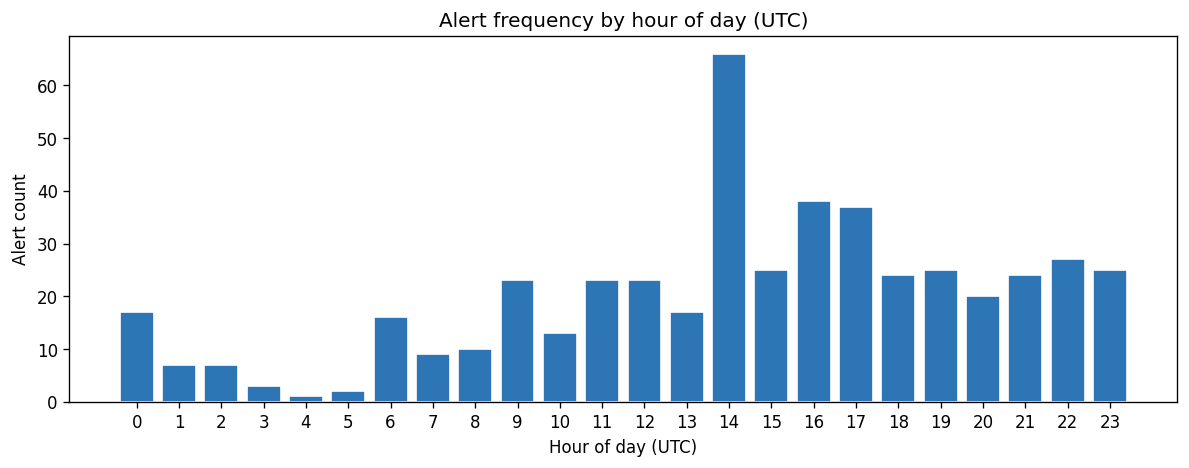 Alert frequency by hour of day (UTC)
Alert count
60
50
40
30
20
10
0
0 1 2 3 4 5 6 7 8 9 10 11 12 13 14 15 16 17 18 19 20 21 22 23
Hour of day (UTC)